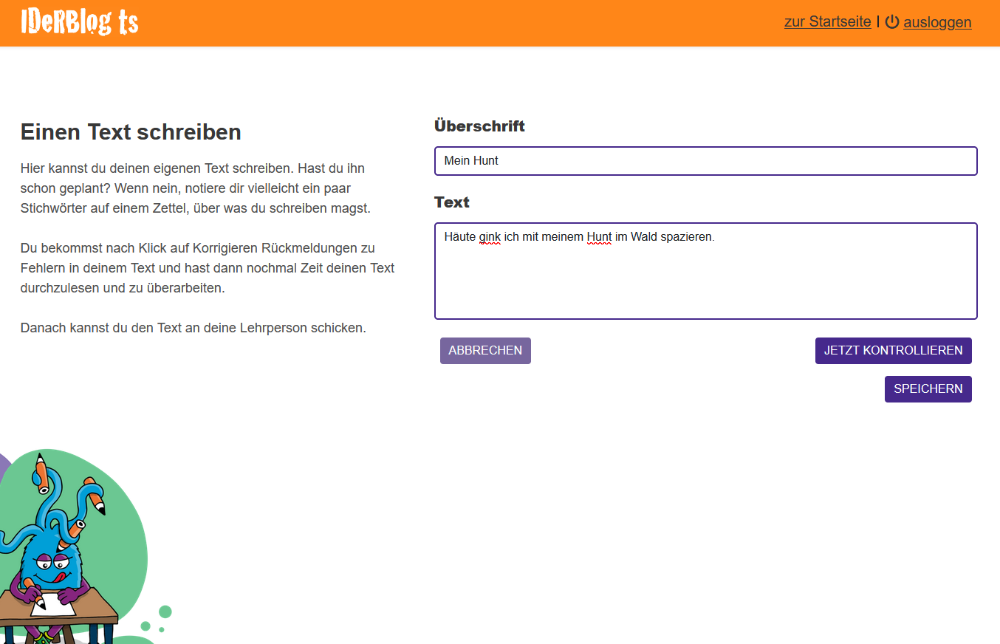 IDeRBlog ts
zur Startseite | ausloggen
Einen Text schreiben
Hier kannst du deinen eigenen Text schreiben. Hast du ihn
schon geplant? Wenn nein, notiere dir vielleicht ein paar
Stichwörter auf einem Zettel, über was du schreiben magst.
Du bekommst nach Klick auf Korrigieren Rückmeldungen zu
Fehlern in deinem Text und hast dann nochmal Zeit deinen Text
durchzulesen und zu überarbeiten.
Danach kannst du den Text an deine Lehrperson schicken.
Überschrift
Mein Hunt
Text
Häute gink ich mit meinem Hunt im Wald spazieren.
ABBRECHEN
JETZT KONTROLLIEREN
SPEICHERN